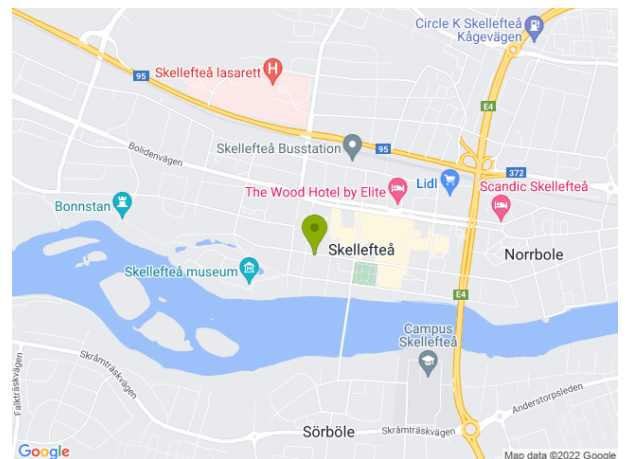 Circle K Skellefteå
Kågevägen
Skellefteå lasarett
95
E4
Skellefteå Busstation
95
Bolidenvägen
372
Lidl
The Wood Hotel by Elite
Scandic Skellefteå
Bonnstan
Skellefteå
Norrbole
Skellefteå museum
E4
Campus
Skellefteå
Skråmträskvägen
Falkträskvägen
Anderstorpsleden
Sörböle
Skråmträskvägen
Google
Map data ©2022 Google